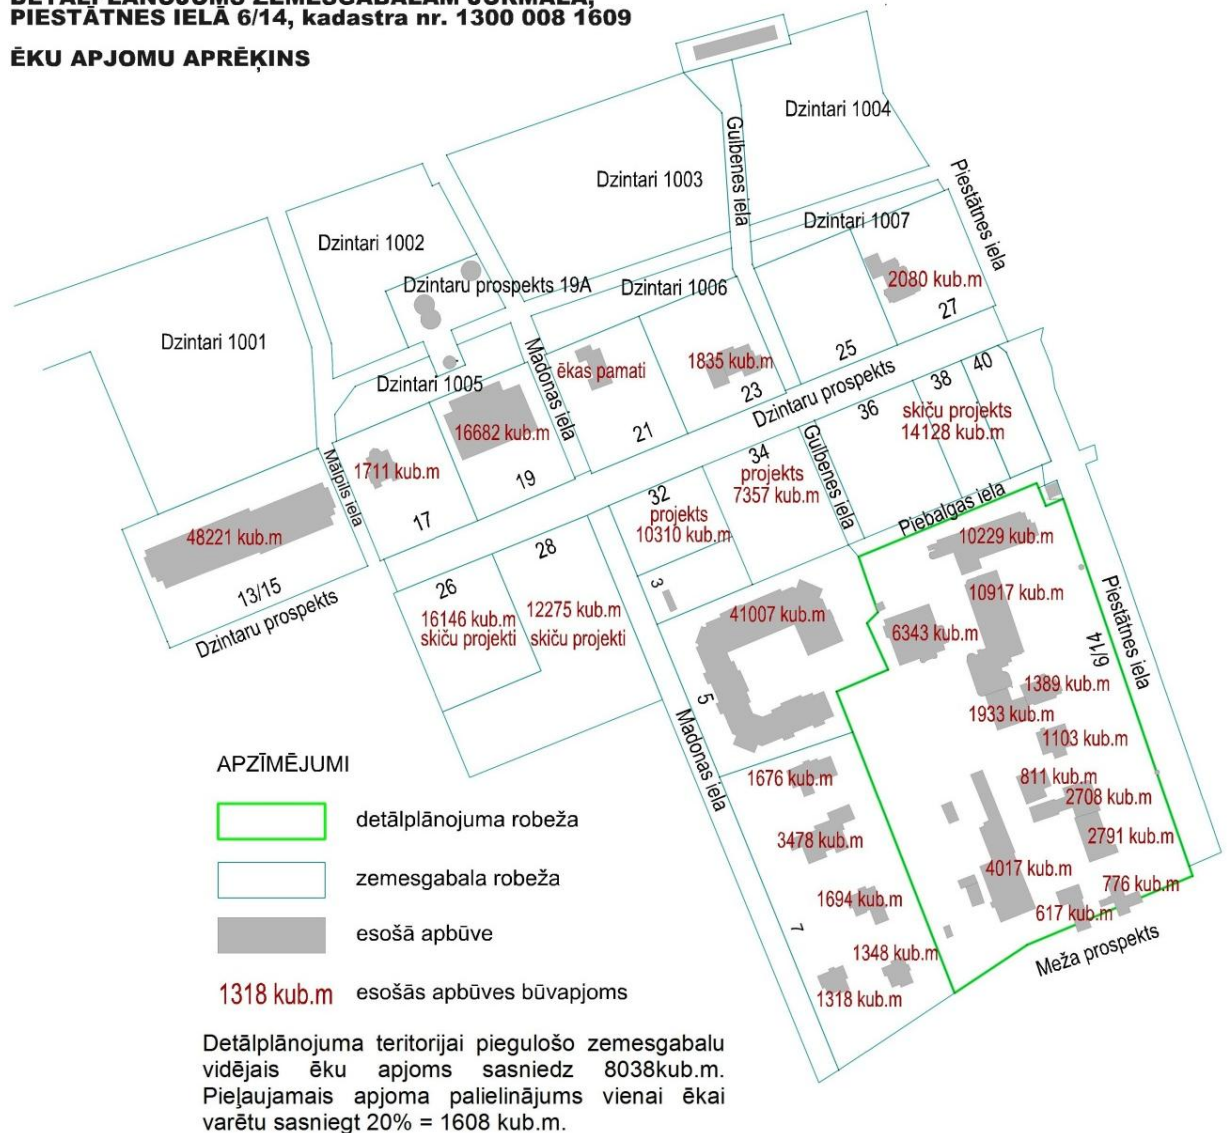 DETĀLPLĀNOJUMS ZEMESGABALAM JŪRMALĀ,
PIESTĀTNES IELĀ 6/14, kadastra nr. 1300 008 1609
ĒKU APJOMU APRĒĶINS
Dzintari 1004
Gulbenes iela
Dzintari 1003
Piestātnes iela
Dzintari 1002
Dzintari 1007
Dzintaru prospekts 19A
Dzintari 1006
2080 kub.m
27
Dzintari 1001
Dzintari 1005
Madonas iela
ēkas pamati
1835 kub.m
25
23
21
Dzintaru prospekts
40
38
36
skiču projekts
14128 kub.m
16682 kub.m
1711 kub.m
Mālpils iela
19
17
34
projekts
7357 kub.m
Gulbenes iela
32
projekts
10310 kub.m
Piebalgas iela
48221 kub.m
13/15
Dzintaru prospekts
28
26
16146 kub.m
skiču projekti
12275 kub.m
skiču projekti
3
41007 kub.m
5
Madonas iela
10229 kub.m
10917 kub.m
6343 kub.m
Piestātnes iela
6/14
1389 kub.m
1933 kub.m
1103 kub.m
811 kub.m
2708 kub.m
2791 kub.m
4017 kub.m
776 kub.m
617 kub.m
Meža prospekts
1676 kub.m
3478 kub.m
1694 kub.m
7
1348 kub.m
1318 kub.m
APZĪMĒJUMI
detālplānojuma robeža
zemesgabala robeža
esošā apbūve
1318 kub.m esošās apbūves būvapjoms
Detālplānojuma teritorijai piegulošo zemesgabalu
vidējais ēku apjoms sasniedz 8038kub.m.
Pieļaujamais apjoma palielinājums vienai ēkai
varētu sasniegt 20% = 1608 kub.m.